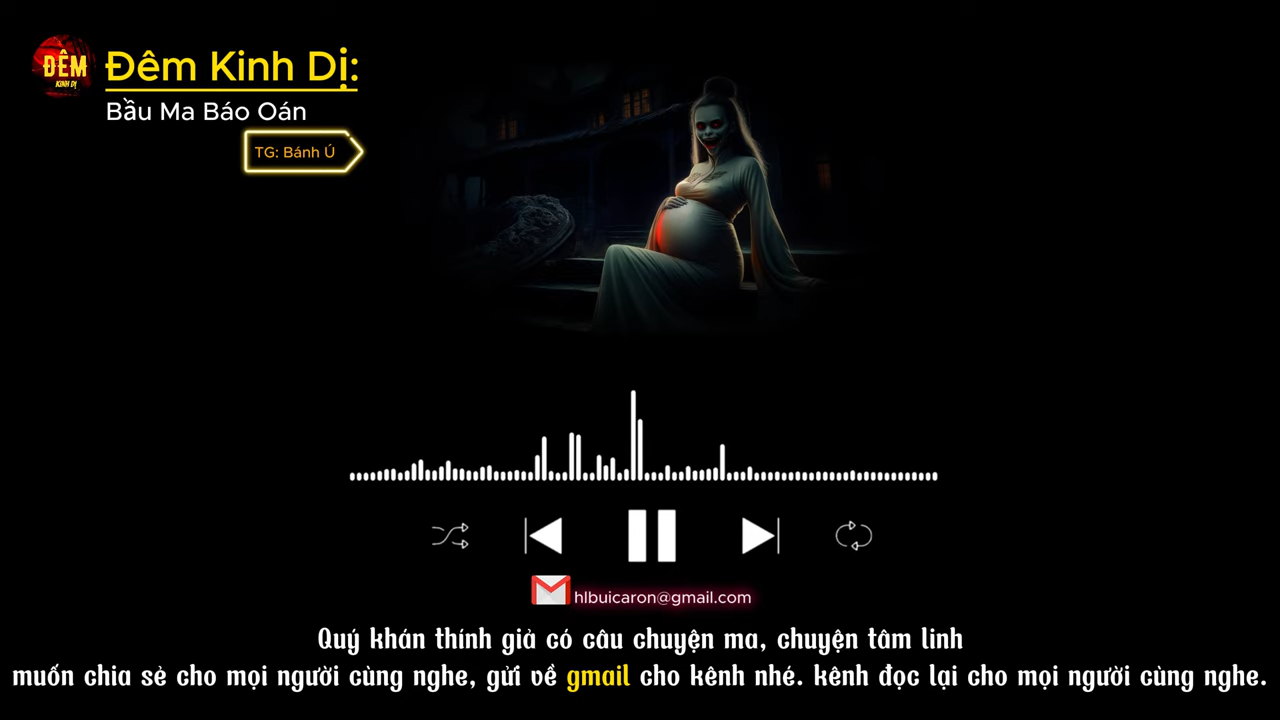 ĐÊM
KINH DỊ
Đêm Kinh Dị:
Bầu Ma Báo Oán
TG: Bánh Ú
hlbuicaron@gmail.com
Quý khán thính giả có câu chuyện ma, chuyện tâm linh
muốn chia sẻ cho mọi người cùng nghe, gửi về gmail cho kênh nhé. kênh đọc lại cho mọi người cùng nghe.